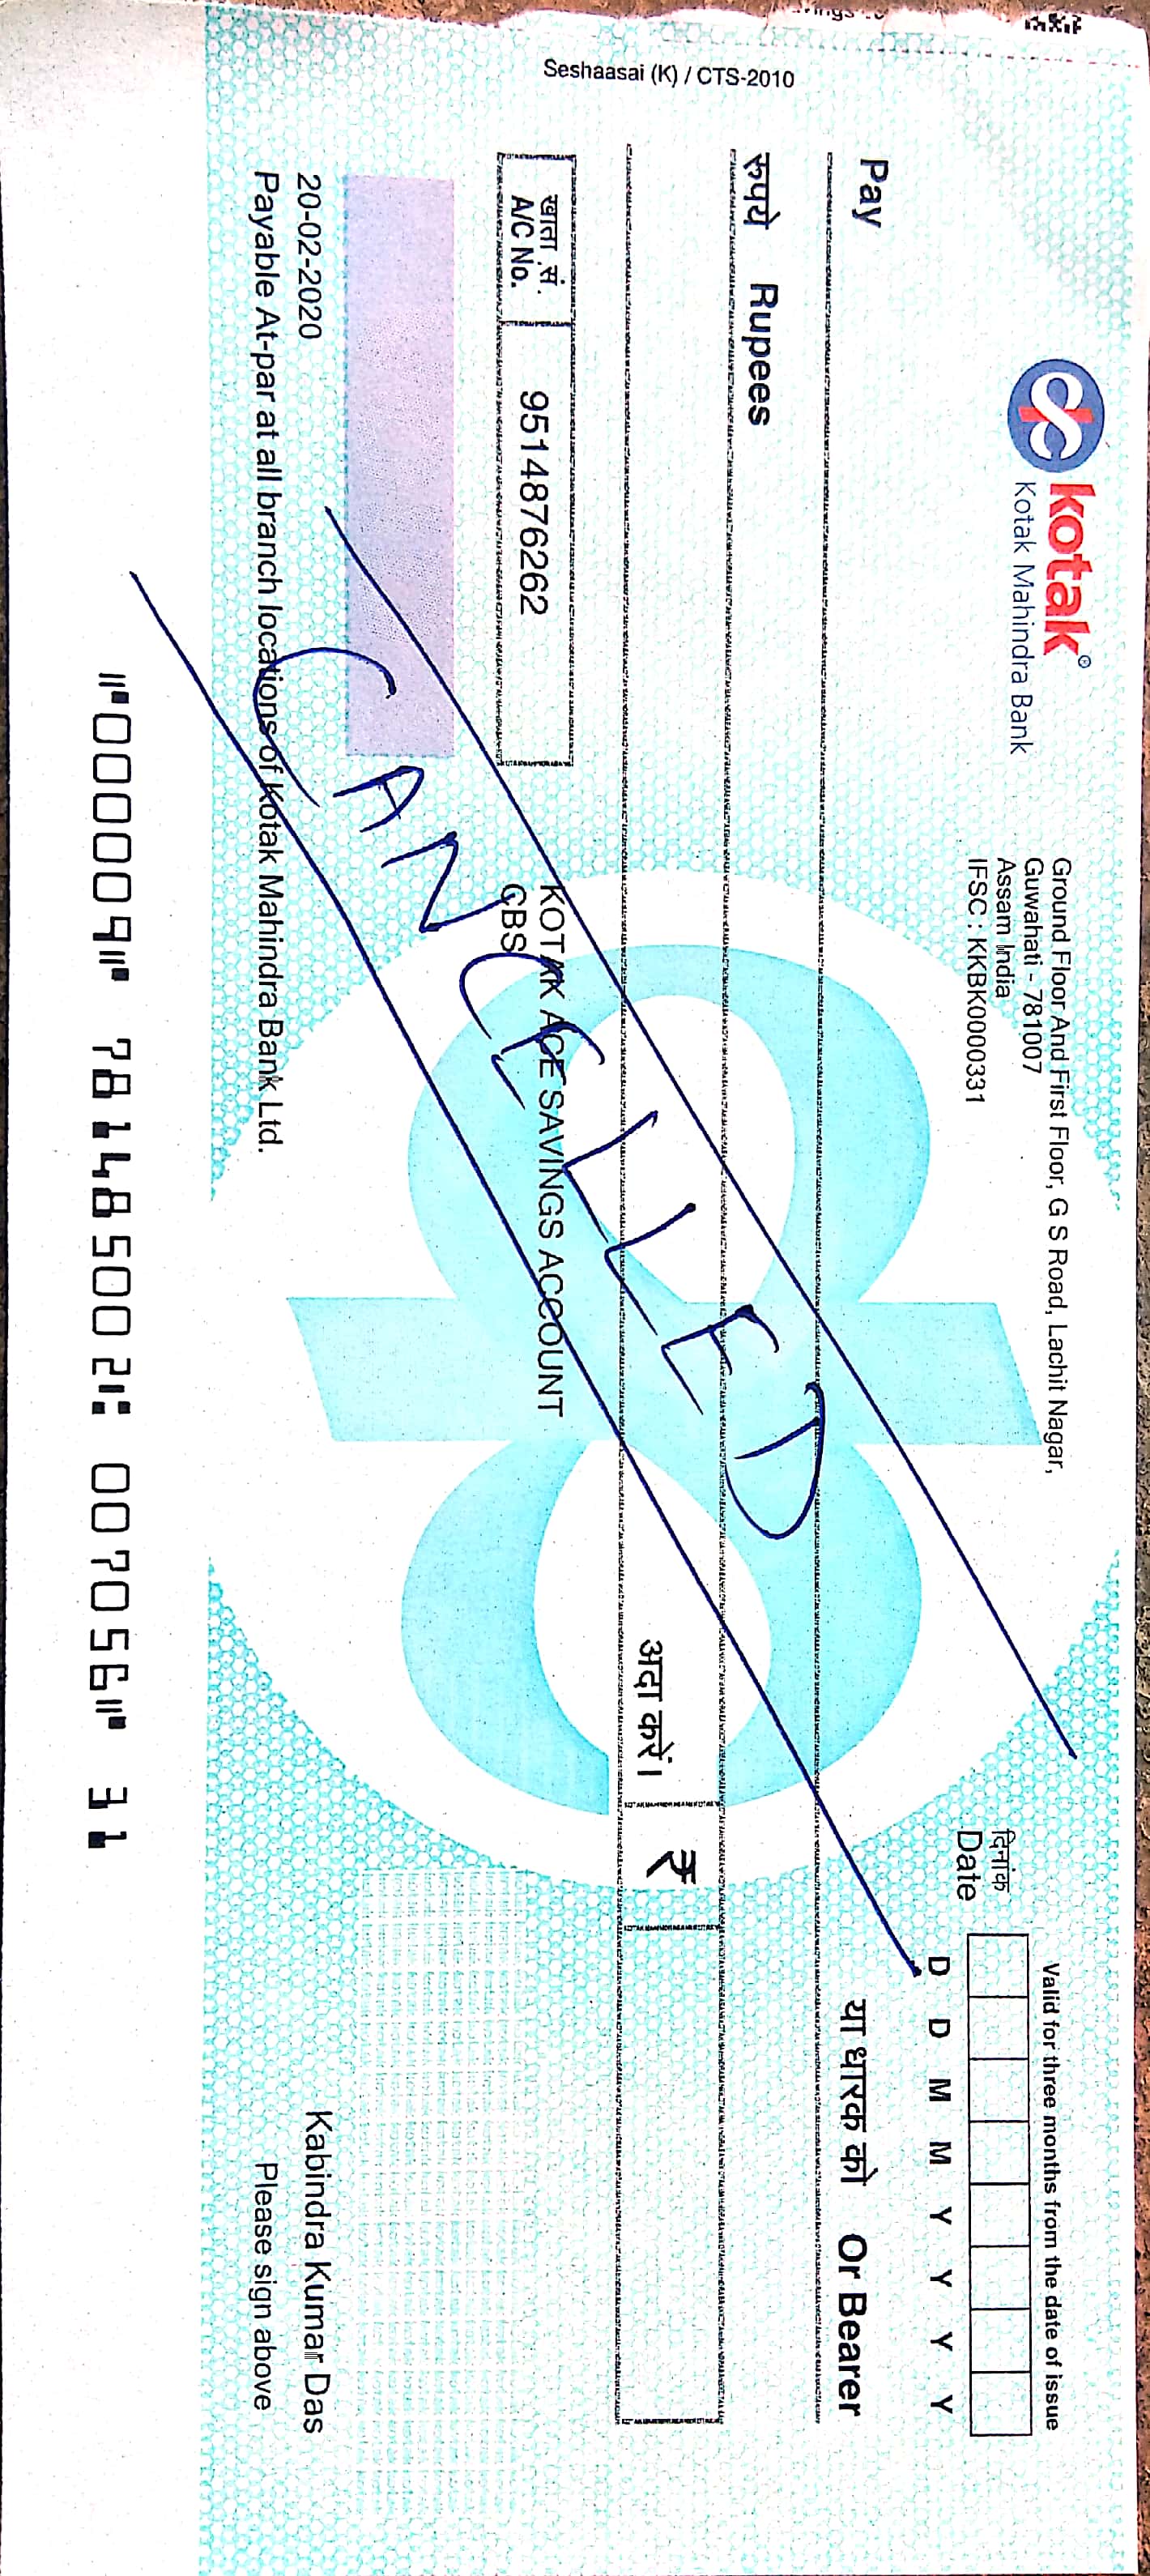 kotak®
Kotak Mahindra Bank
Ground Floor And First Floor, G S Road, Lachit Nagar,
Guwahati - 781007
Assam India
IFSC : KKBK0000331
Valid for three months from the date of issue
दिनांक
Date
D D M M Y Y Y Y
Pay
या धारक को Or Bearer
रुपये Rupees
अदा करें।
₹
CANCELLED
खाता सं.
A/C No.
9514876262
KOTAK ACE SAVINGS ACCOUNT
CBS
Seshaasai (K) / CTS-2010
20-02-2020
Payable At-par at all branch locations of Kotak Mahindra Bank Ltd.
Kabindra Kumar Das
Please sign above
⑈000009⑈ 781485002⑆ 007056⑈ 31